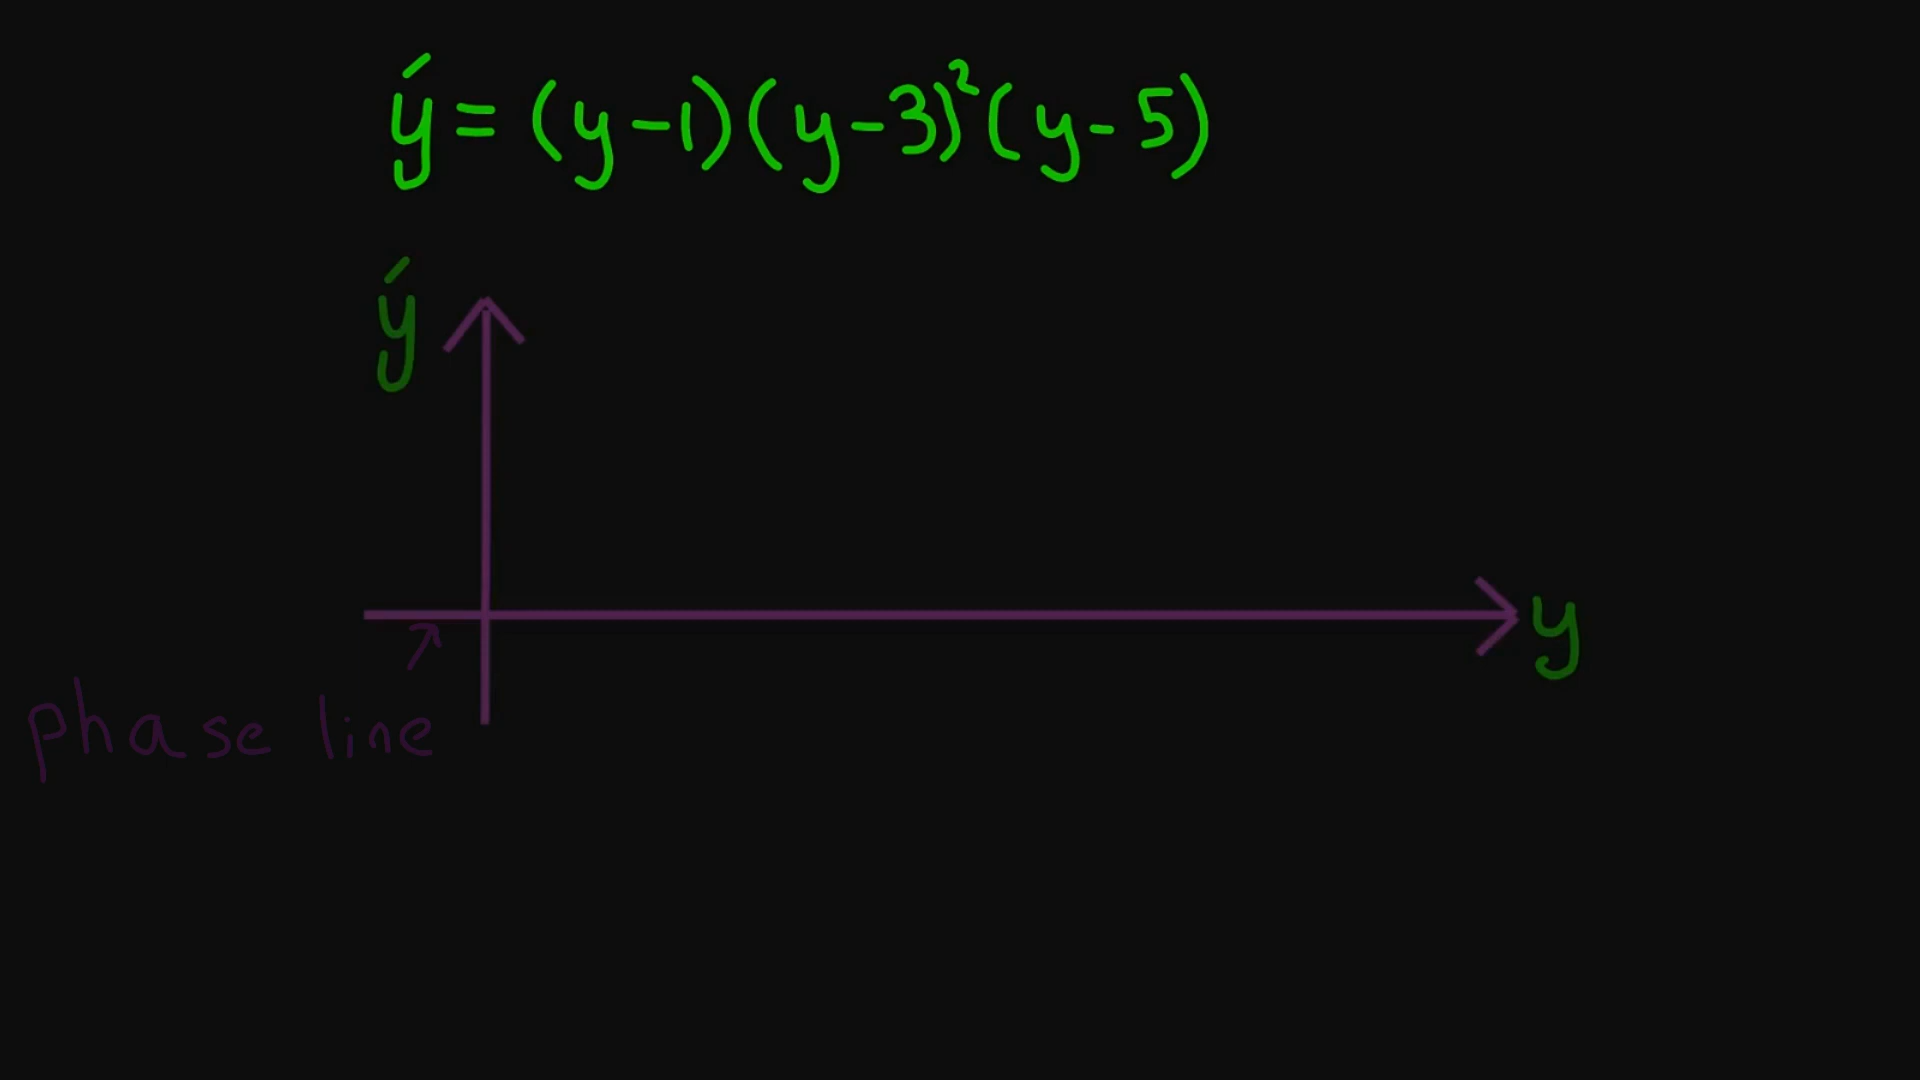 y' = (y-1)(y-3)²(y-5)
y'
y
phase line